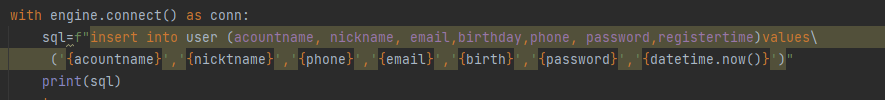 with engine.connect() as conn:
sql=f"insert into user (acountname, nickname, email,birthday,phone, password,registertime)values\
('{acountname}','{nicktname}','{phone}','{email}','{birth}','{password}','{datetime.now()}')"
print(sql)